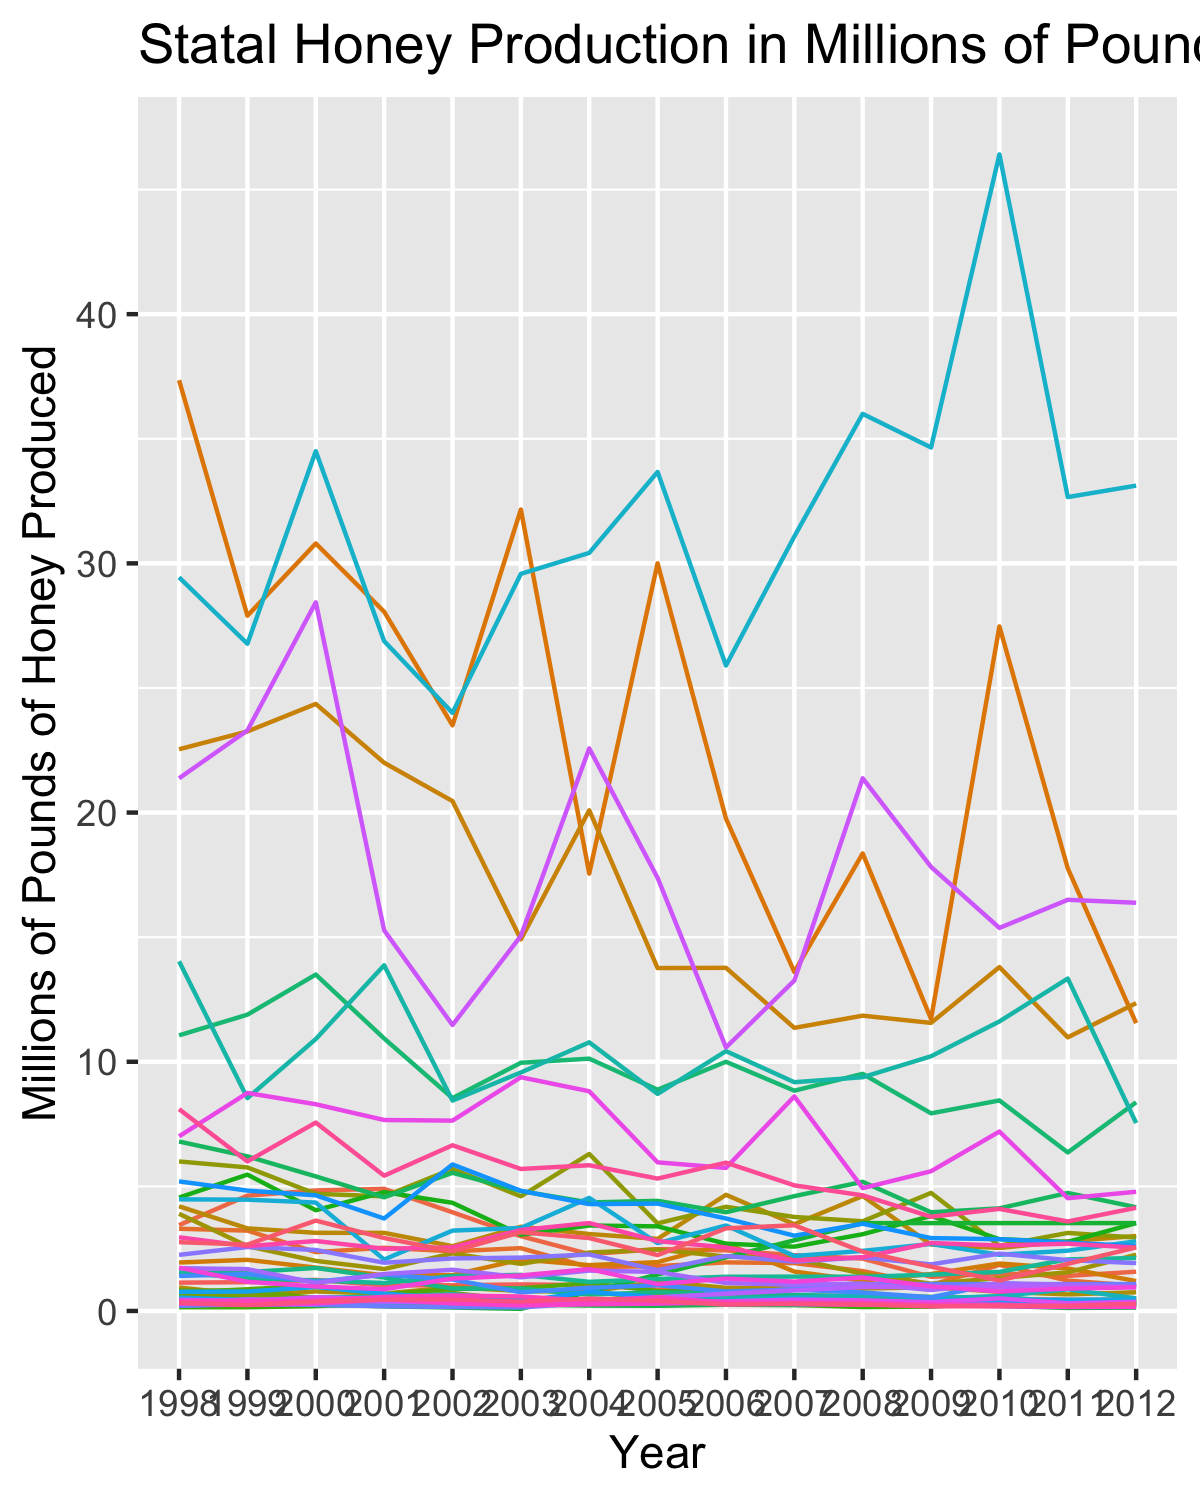 Statal Honey Production in Millions of Poun
Millions of Pounds of Honey Produced
40
30
20
10
0
1998 1999 2000 2001 2002 2003 2004 2005 2006 2007 2008 2009 2010 2011 2012
Year